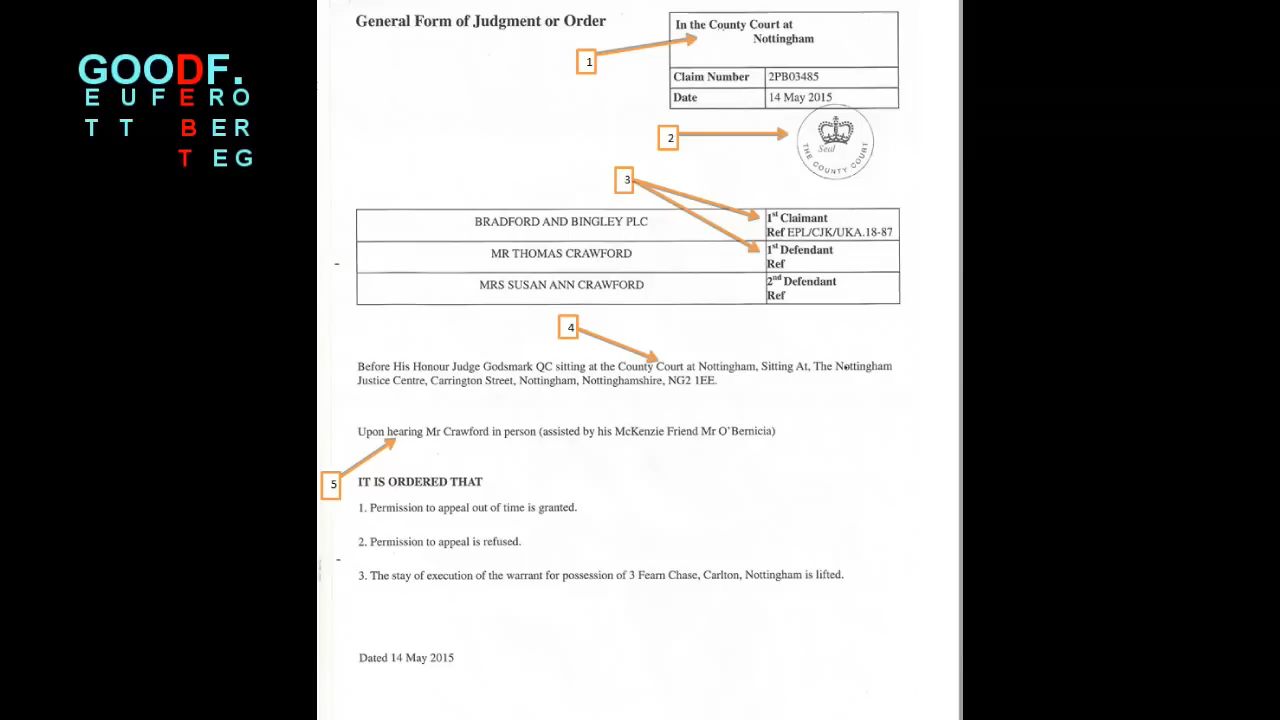 GOODF.
E U F E R O
T T B E R
T E G
General Form of Judgment or Order
In the County Court at
Nottingham
1
Claim Number 2PB03485
Date 14 May 2015
2
Seal
THE COUNTY COURT
3
BRADFORD AND BINGLEY PLC 1st Claimant
Ref EPL/CJK/UKA.18-87
MR THOMAS CRAWFORD 1st Defendant
Ref
MRS SUSAN ANN CRAWFORD 2nd Defendant
Ref
4
Before His Honour Judge Godsmark QC sitting at the County Court at Nottingham, Sitting At, The Nottingham
Justice Centre, Carrington Street, Nottingham, Nottinghamshire, NG2 1EE.
Upon hearing Mr Crawford in person (assisted by his McKenzie Friend Mr O'Bernicia)
5
IT IS ORDERED THAT
1. Permission to appeal out of time is granted.
2. Permission to appeal is refused.
3. The stay of execution of the warrant for possession of 3 Fearn Chase, Carlton, Nottingham is lifted.
Dated 14 May 2015